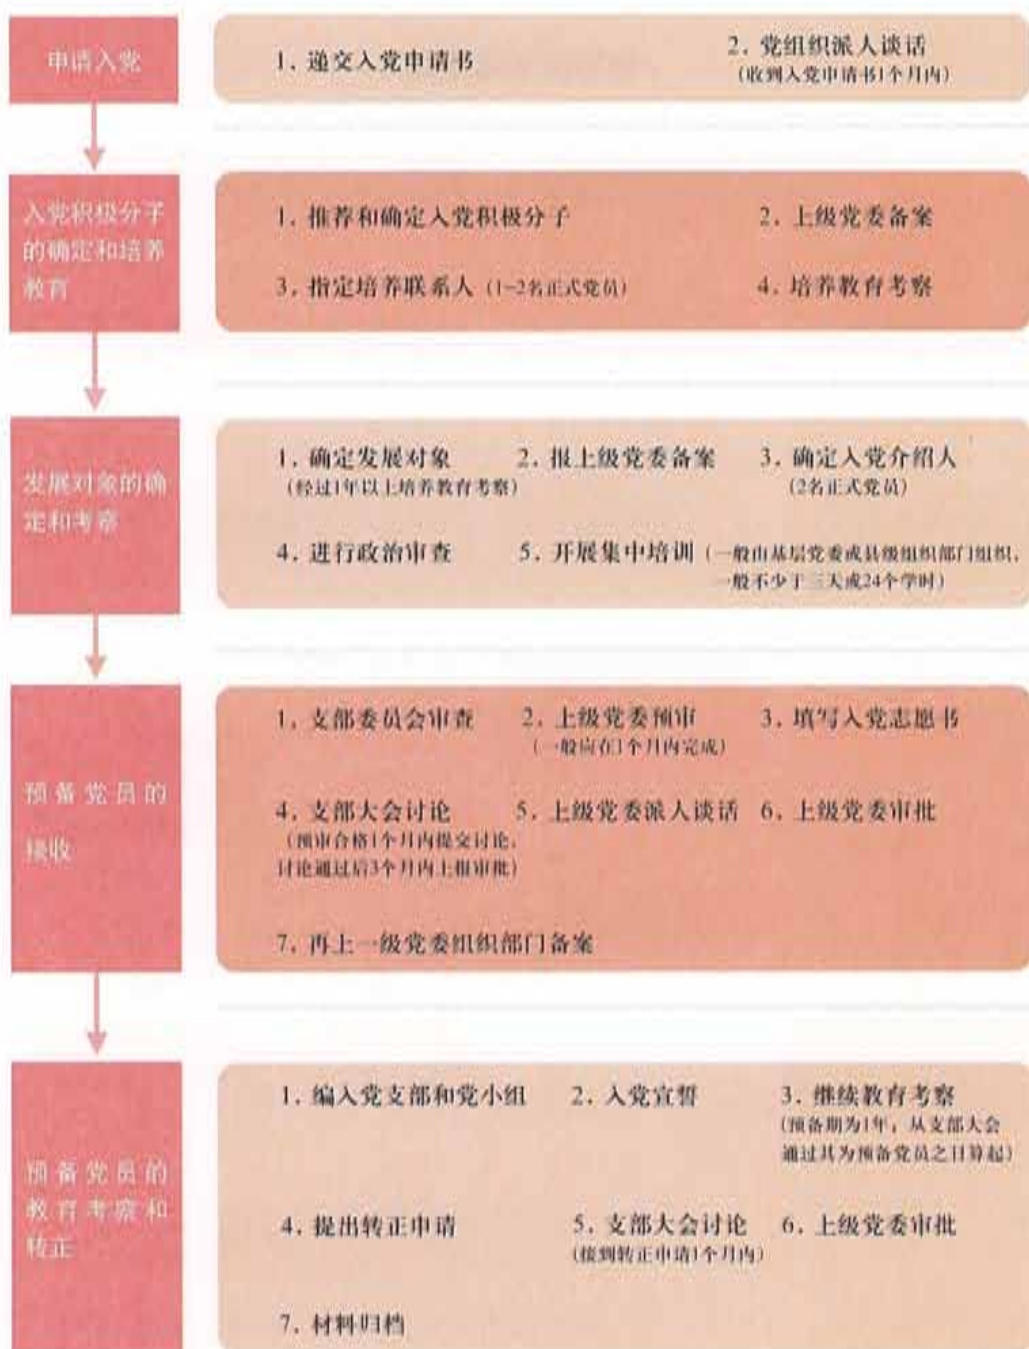 申请入党
1. 递交入党申请书
2. 党组织派人谈话
(收到入党申请书1个月内)
入党积极分子
的确定和培养
教育
1. 推荐和确定入党积极分子
2. 上级党委备案
3. 指定培养联系人 (1-2名正式党员)
4. 培养教育考察
发展对象的确
定和考察
1. 确定发展对象
(经过1年以上培养教育考察)
2. 报上级党委备案
3. 确定入党介绍人
(2名正式党员)
4. 进行政治审查
5. 开展集中培训 (一般由基层党委或县级组织部门组织,
一般不少于三天或24个学时)
预备党员的
接收
1. 支部委员会审查
2. 上级党委预审
(一般应在1个月内完成)
3. 填写入党志愿书
4. 支部大会讨论
(预审合格1个月内提交讨论,
讨论通过后3个月内上报审批)
5. 上级党委派人谈话
6. 上级党委审批
7. 再上一级党委组织部门备案
预备党员的
教育考察和
转正
1. 编入党支部和党小组
2. 入党宣誓
3. 继续教育考察
(预备期为1年, 从支部大会
通过其为预备党员之日算起)
4. 提出转正申请
5. 支部大会讨论
(接到转正申请1个月内)
6. 上级党委审批
7. 材料归档